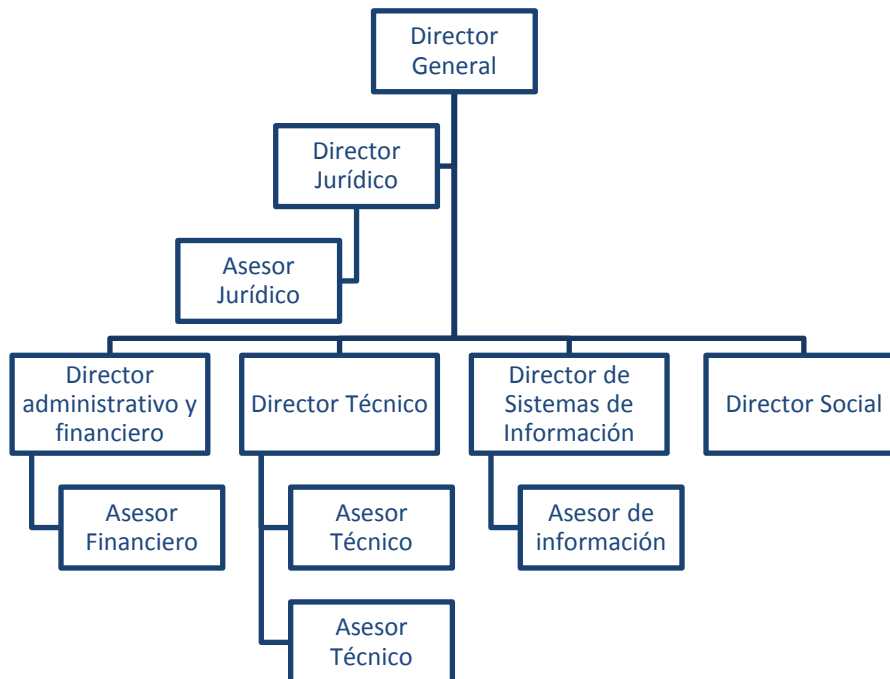 Director
General
Director
Jurídico
Asesor
Jurídico
Director
administrativo y
financiero
Director Técnico
Director de
Sistemas de
Información
Director Social
Asesor
Financiero
Asesor
Técnico
Asesor de
información
Asesor
Técnico